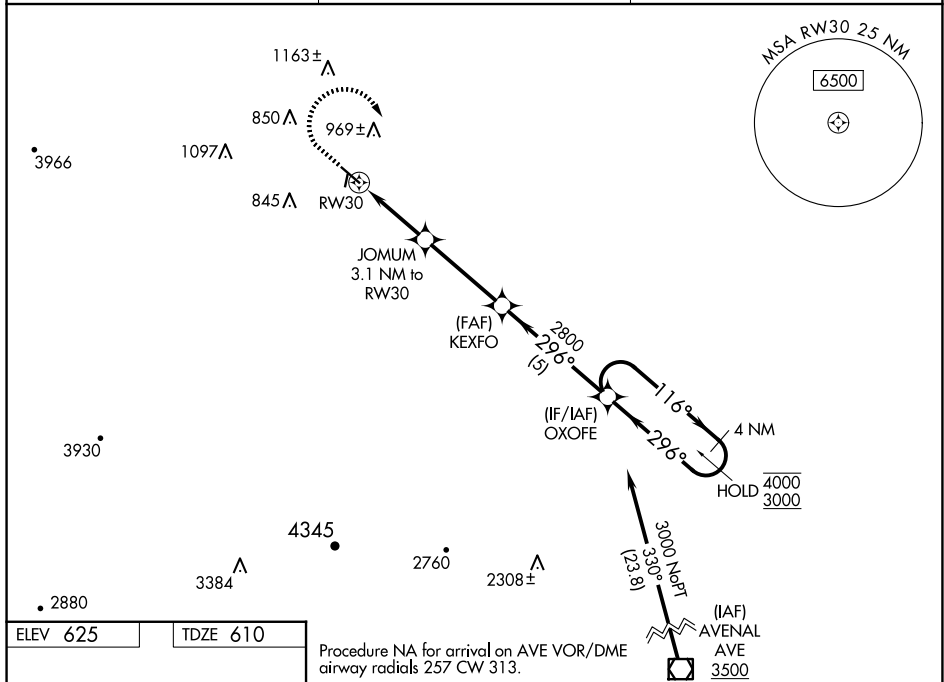 MSA RW30 25 NM
6500
1163±
850
969±
1097
3966
845
RW30
JOMUM
3.1 NM to
RW30
(FAF)
KEXFO
2800
296°
(5)
(IF/IAF)
OXOFE
116°
296°
4 NM
HOLD 4000
3000
3930
4345
2760
3384
2308±
2880
3000 NoPT
330°
(23.8)
(IAF)
AVENAL
AVE
3500
ELEV 625
TDZE 610
Procedure NA for arrival on AVE VOR/DME
airway radials 257 CW 313.